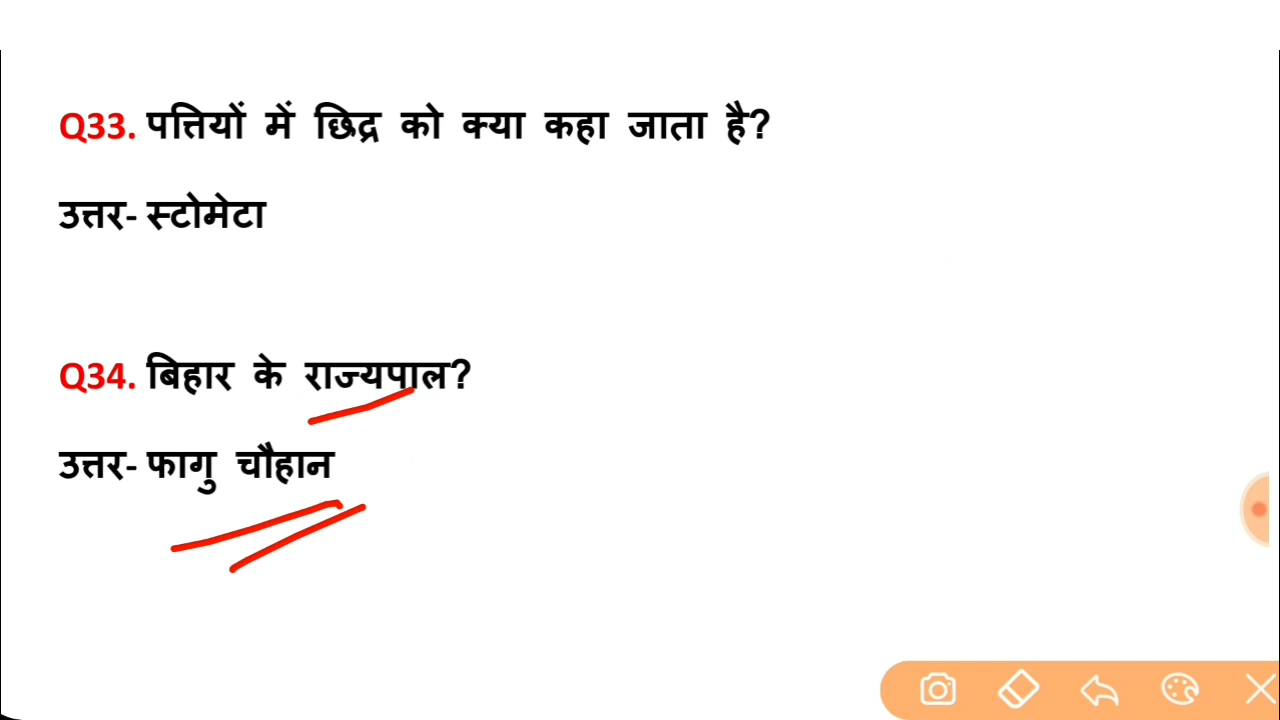 Q33. पत्तियों में छिद्र को क्या कहा जाता है?
उत्तर- स्टोमेटा
Q34. बिहार के राज्यपाल?
उत्तर- फागु चौहान